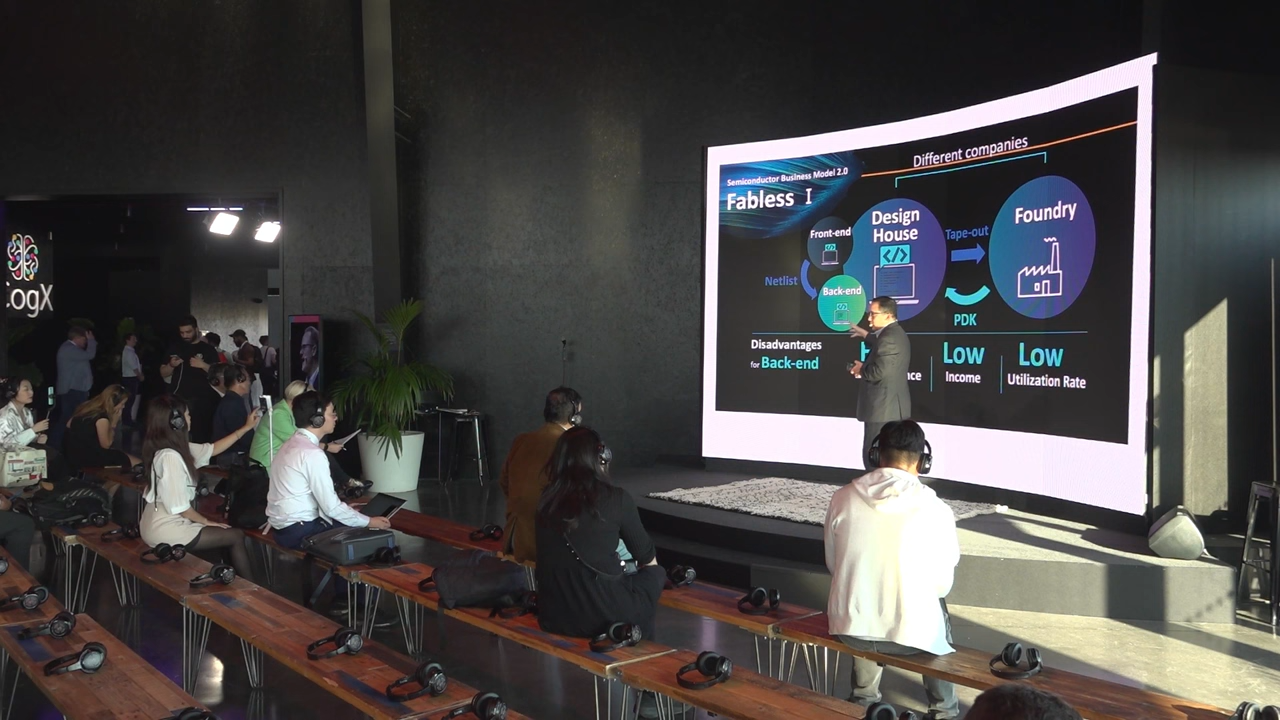 ogX
Different companies
Semiconductor Business Model 2.0
Fabless I
Design
House
Foundry
Front-end
</>
Tape-out
Netlist
Back-end
PDK
Disadvantages
for Back-end
Low
Income
Low
Utilization Rate